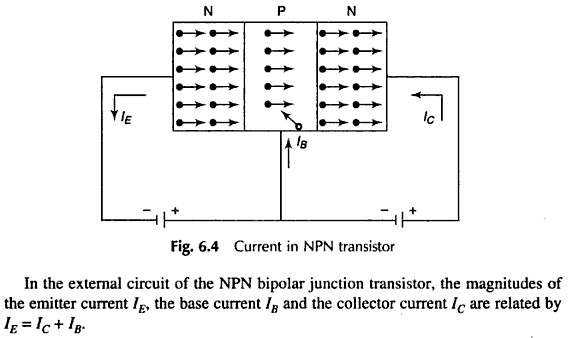 N P N
I_E
I_C
I_B
− + − +
Fig. 6.4 Current in NPN transistor
In the external circuit of the NPN bipolar junction transistor, the magnitudes of
the emitter current I_E, the base current I_B and the collector current I_C are related by
I_E = I_C + I_B.